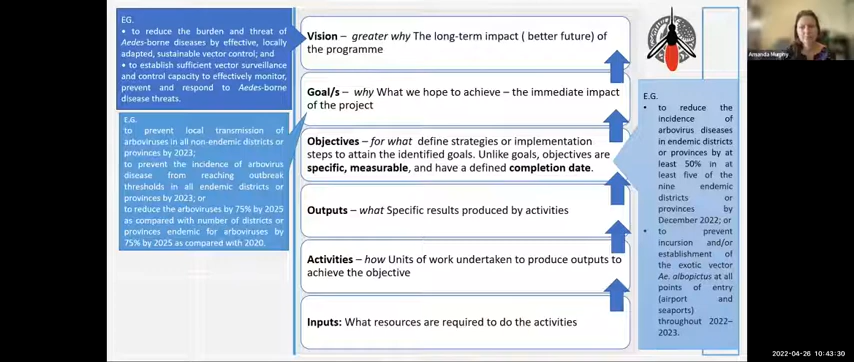 EG.
• to reduce the burden and threat of
Aedes-borne diseases by effective, locally
adapted, sustainable vector control; and
• to establish sufficient vector surveillance
and control capacity to effectively monitor,
prevent and respond to Aedes-borne
disease threats.
E.G.
to prevent local transmission of
arboviruses in all non-endemic districts or
provinces by 2023;
to prevent the incidence of arbovirus
disease from reaching outbreak
thresholds in all endemic districts or
provinces by 2023; or
to reduce the arboviruses by 75% by 2025
as compared with number of districts or
provinces endemic for arboviruses by
75% by 2025 as compared with 2020.
Vision – greater why The long-term impact ( better future) of
the programme
Goal/s – why What we hope to achieve – the immediate impact
of the project
Objectives – for what define strategies or implementation
steps to attain the identified goals. Unlike goals, objectives are
specific, measurable, and have a defined completion date.
Outputs – what Specific results produced by activities
Activities – how Units of work undertaken to produce outputs to
achieve the objective
Inputs: What resources are required to do the activities
E.G.
• to reduce the
incidence of
arbovirus diseases
in endemic districts
or provinces by at
least 50% in at
least five of the
nine endemic
districts or
provinces by
December 2022; or
• to prevent
incursion and/or
establishment of
the exotic vector
Ae. albopictus at all
points of entry
(airport and
seaports)
throughout 2022–
2023.
Amanda Murphy
2022-04-26 10:43:30